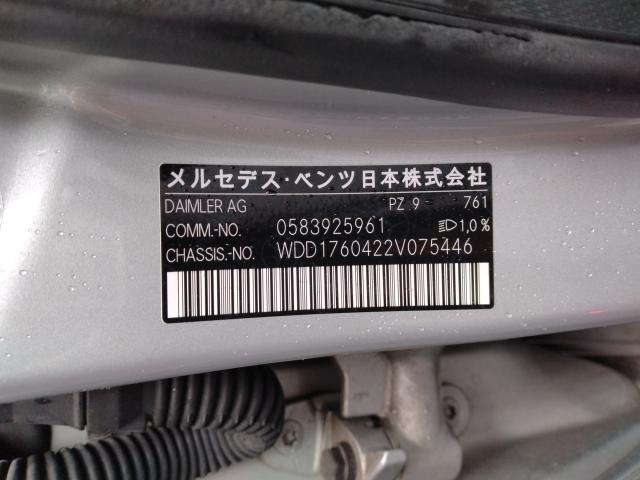 メルセデス・ベンツ日本株式会社
DAIMLER AG PZ 9 761
COMM.-NO. 0583925961 1,0%
CHASSIS.-NO. WDD1760422V075446